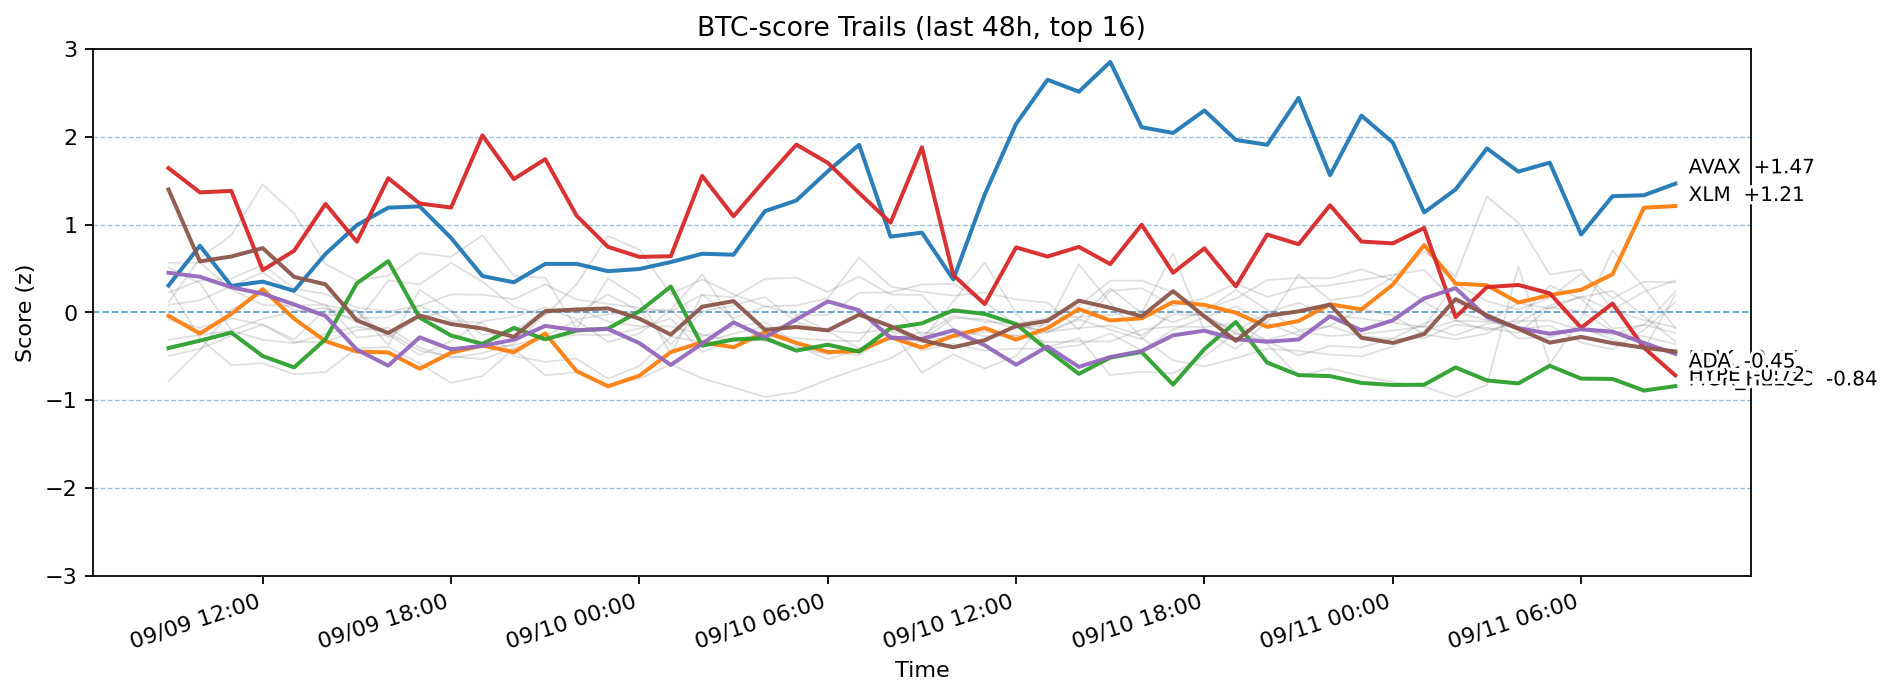 BTC-score Trails (last 48h, top 16)
3
2
1
0
−1
−2
−3
Score (z)
AVAX +1.47
XLM +1.21
ADA -0.45
HYPE -0.72
-0.84
09/09 12:00
09/09 18:00
09/10 00:00
09/10 06:00
09/10 12:00
09/10 18:00
09/11 00:00
09/11 06:00
Time